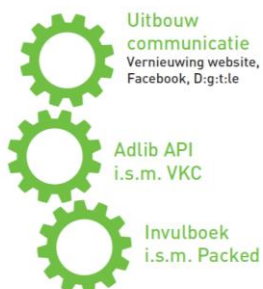 Uitbouw
communicatie
Vernieuwing website,
Facebook, D:g:t:le
Adlib API
i.s.m. VKC
Invulboek
i.s.m. Packed